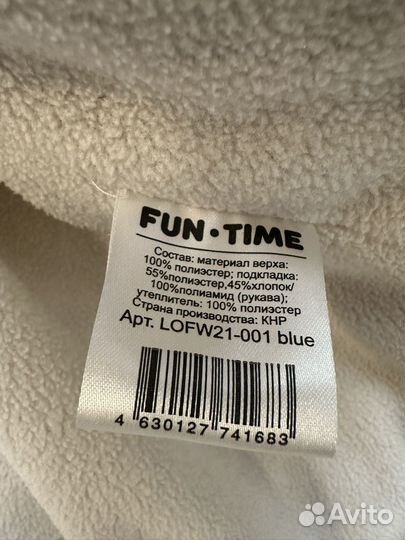 FUN•TIME
Состав: материал верха:
100% полиэстер; подкладка:
55%полиэстер,45%хлопок/
100%полиамид (рукава);
утеплитель: 100% полиэстер
Страна производства: КНР
Арт. LOFW21-001 blue
4 630127 741683
Avito